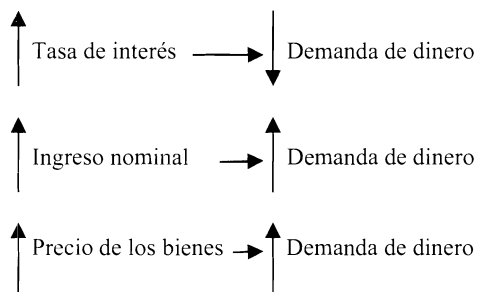 Tasa de interés Demanda de dinero
Ingreso nominal Demanda de dinero
Precio de los bienes Demanda de dinero